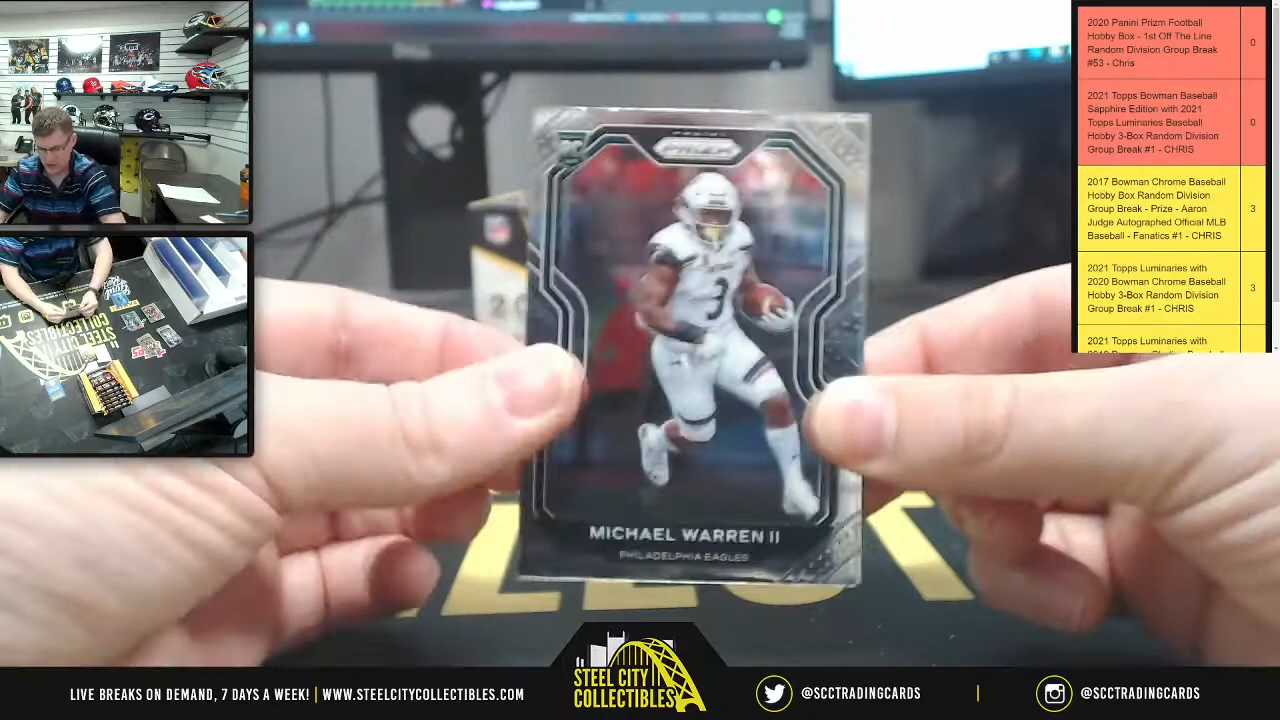 2020 Panini Prizm Football
Hobby Box - 1st Off The Line
Random Division Group Break
#53 - Chris
0
2021 Topps Bowman Baseball
Sapphire Edition with 2021
Topps Luminaries Baseball
Hobby 3-Box Random Division
Group Break #1 - CHRIS
0
2017 Bowman Chrome Baseball
Hobby Box Random Division
Group Break - Prize - Aaron
Judge Autographed Official MLB
Baseball - Fanatics #1 - CHRIS
3
2021 Topps Luminaries with
2020 Bowman Chrome Baseball
Hobby 3-Box Random Division
Group Break #1 - CHRIS
3
2021 Topps Luminaries with
PRIZM
RC
3
MICHAEL WARREN II
PHILADELPHIA EAGLES
STEEL CITY
COLLECTIBLES
LIVE BREAKS ON DEMAND, 7 DAYS A WEEK! | WWW.STEELCITYCOLLECTIBLES.COM
STEEL CITY
COLLECTIBLES
@SCCTRADINGCARDS | @SCCTRADINGCARDS